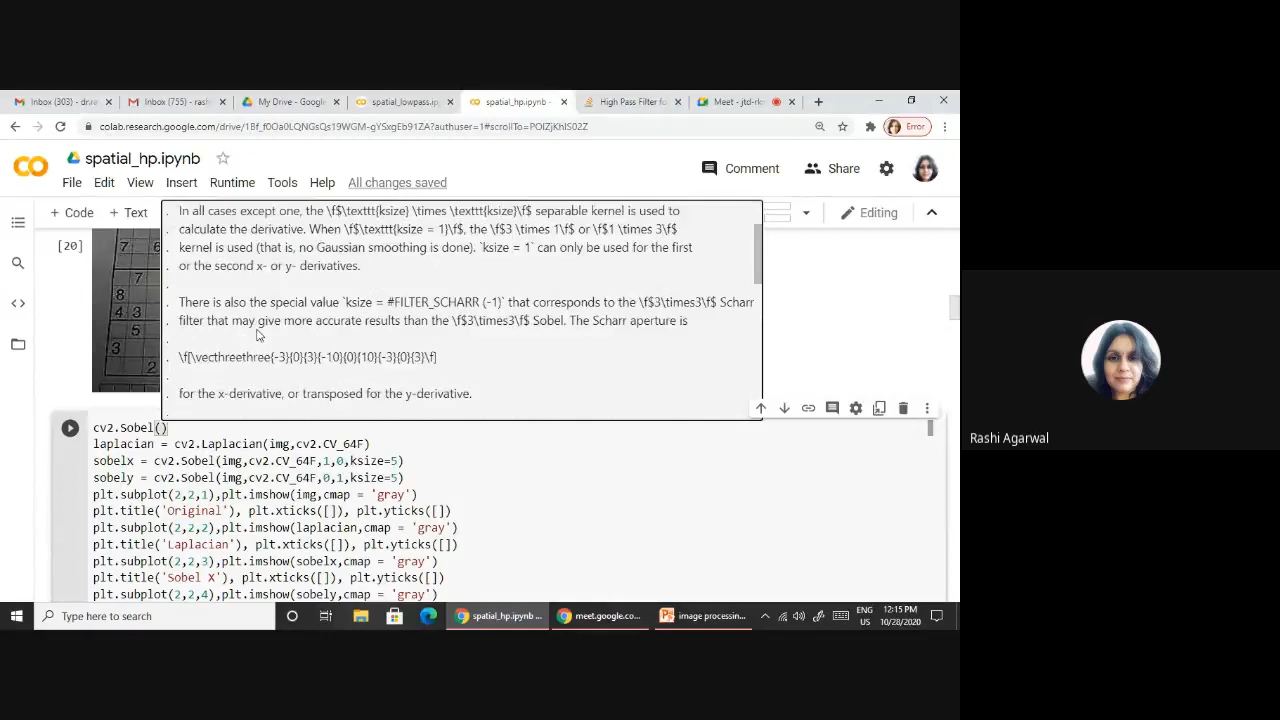 Inbox (303) - dr.re
Inbox (755) - rash
My Drive - Google
spatial_lowpass.ip
spatial_hp.ipynb -
High Pass Filter fo
Meet - jtd-rk
colab.research.google.com/drive/1Bf_f0Oa0LQNGsQs19WGM-gYSxgEb91ZA?authuser=1#scrollTo=POIZjKhIS02Z
Error
spatial_hp.ipynb
Comment
Share
File Edit View Insert Runtime Tools Help All changes saved
+ Code + Text
Editing
[20]
In all cases except one, the \f$\texttt{ksize} \times \texttt{ksize}\f$ separable kernel is used to
calculate the derivative. When \f$\texttt{ksize = 1}\f$, the \f$3 \times 1\f$ or \f$1 \times 3\f$
kernel is used (that is, no Gaussian smoothing is done). `ksize = 1` can only be used for the first
or the second x- or y- derivatives.
There is also the special value `ksize = #FILTER_SCHARR (-1)` that corresponds to the \f$3\times3\f$ Scharr
filter that may give more accurate results than the \f$3\times3\f$ Sobel. The Scharr aperture is
\f[\vecthreethree{-3}{0}{3}{-10}{0}{10}{-3}{0}{3}\f]
for the x-derivative, or transposed for the y-derivative.
7 6
7
8
4 3
5
3
2
cv2.Sobel()
laplacian = cv2.Laplacian(img,cv2.CV_64F)
sobelx = cv2.Sobel(img,cv2.CV_64F,1,0,ksize=5)
sobely = cv2.Sobel(img,cv2.CV_64F,0,1,ksize=5)
plt.subplot(2,2,1),plt.imshow(img,cmap = 'gray')
plt.title('Original'), plt.xticks([]), plt.yticks([])
plt.subplot(2,2,2),plt.imshow(laplacian,cmap = 'gray')
plt.title('Laplacian'), plt.xticks([]), plt.yticks([])
plt.subplot(2,2,3),plt.imshow(sobelx,cmap = 'gray')
plt.title('Sobel X'), plt.xticks([]), plt.yticks([])
plt.subplot(2,2,4),plt.imshow(sobely,cmap = 'gray')
Rashi Agarwal
Type here to search
spatial_hp.ipynb ...
meet.google.co...
image processin...
ENG
US
12:15 PM
10/28/2020